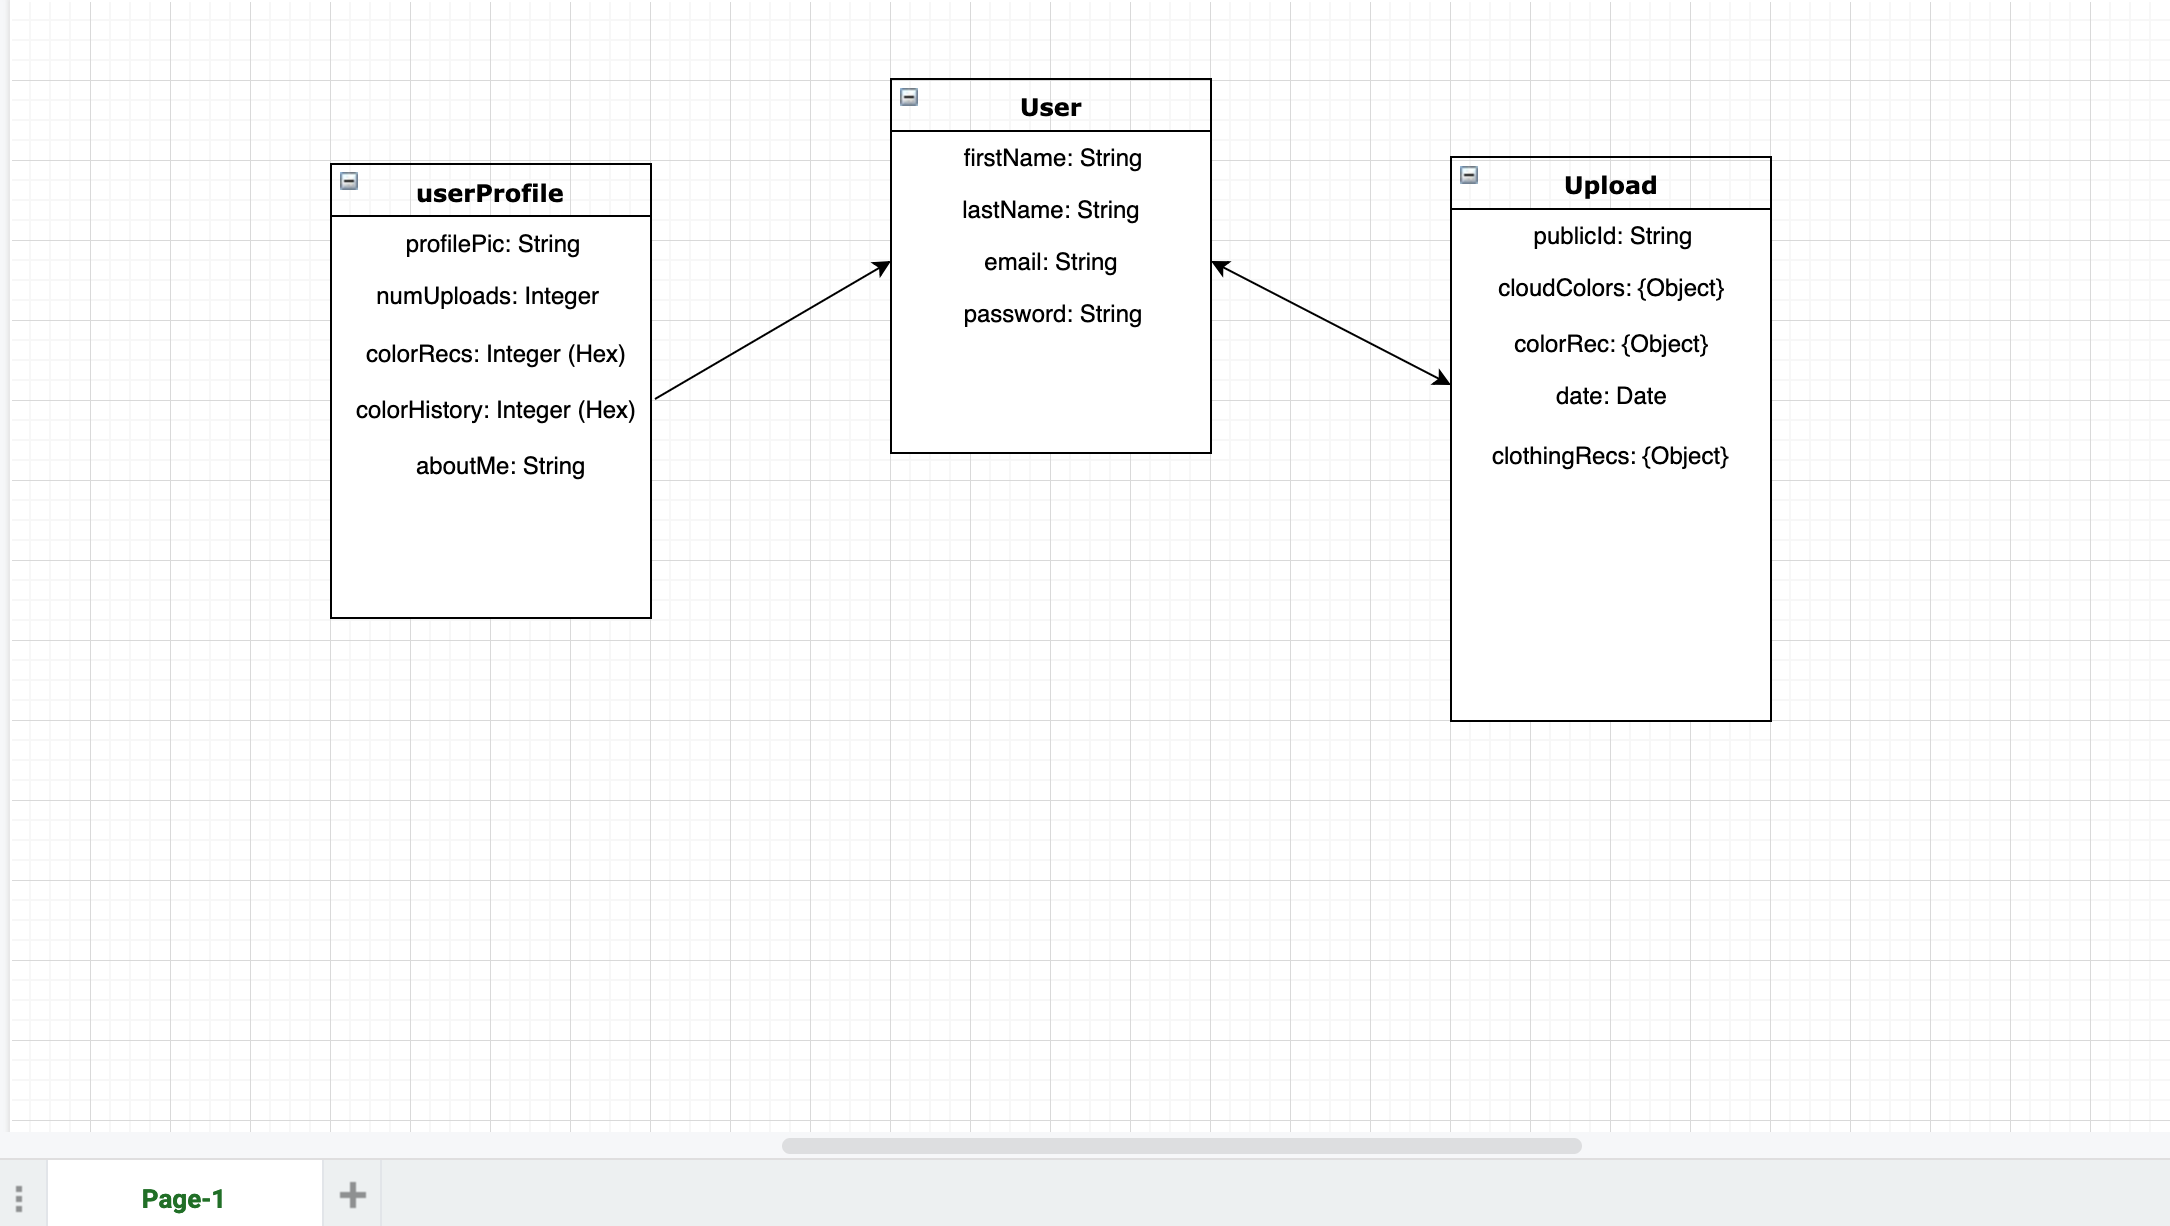 userProfile
profilePic: String
numUploads: Integer
colorRecs: Integer (Hex)
colorHistory: Integer (Hex)
aboutMe: String
User
firstName: String
lastName: String
email: String
password: String
Upload
publicId: String
cloudColors: {Object}
colorRec: {Object}
date: Date
clothingRecs: {Object}
Page-1